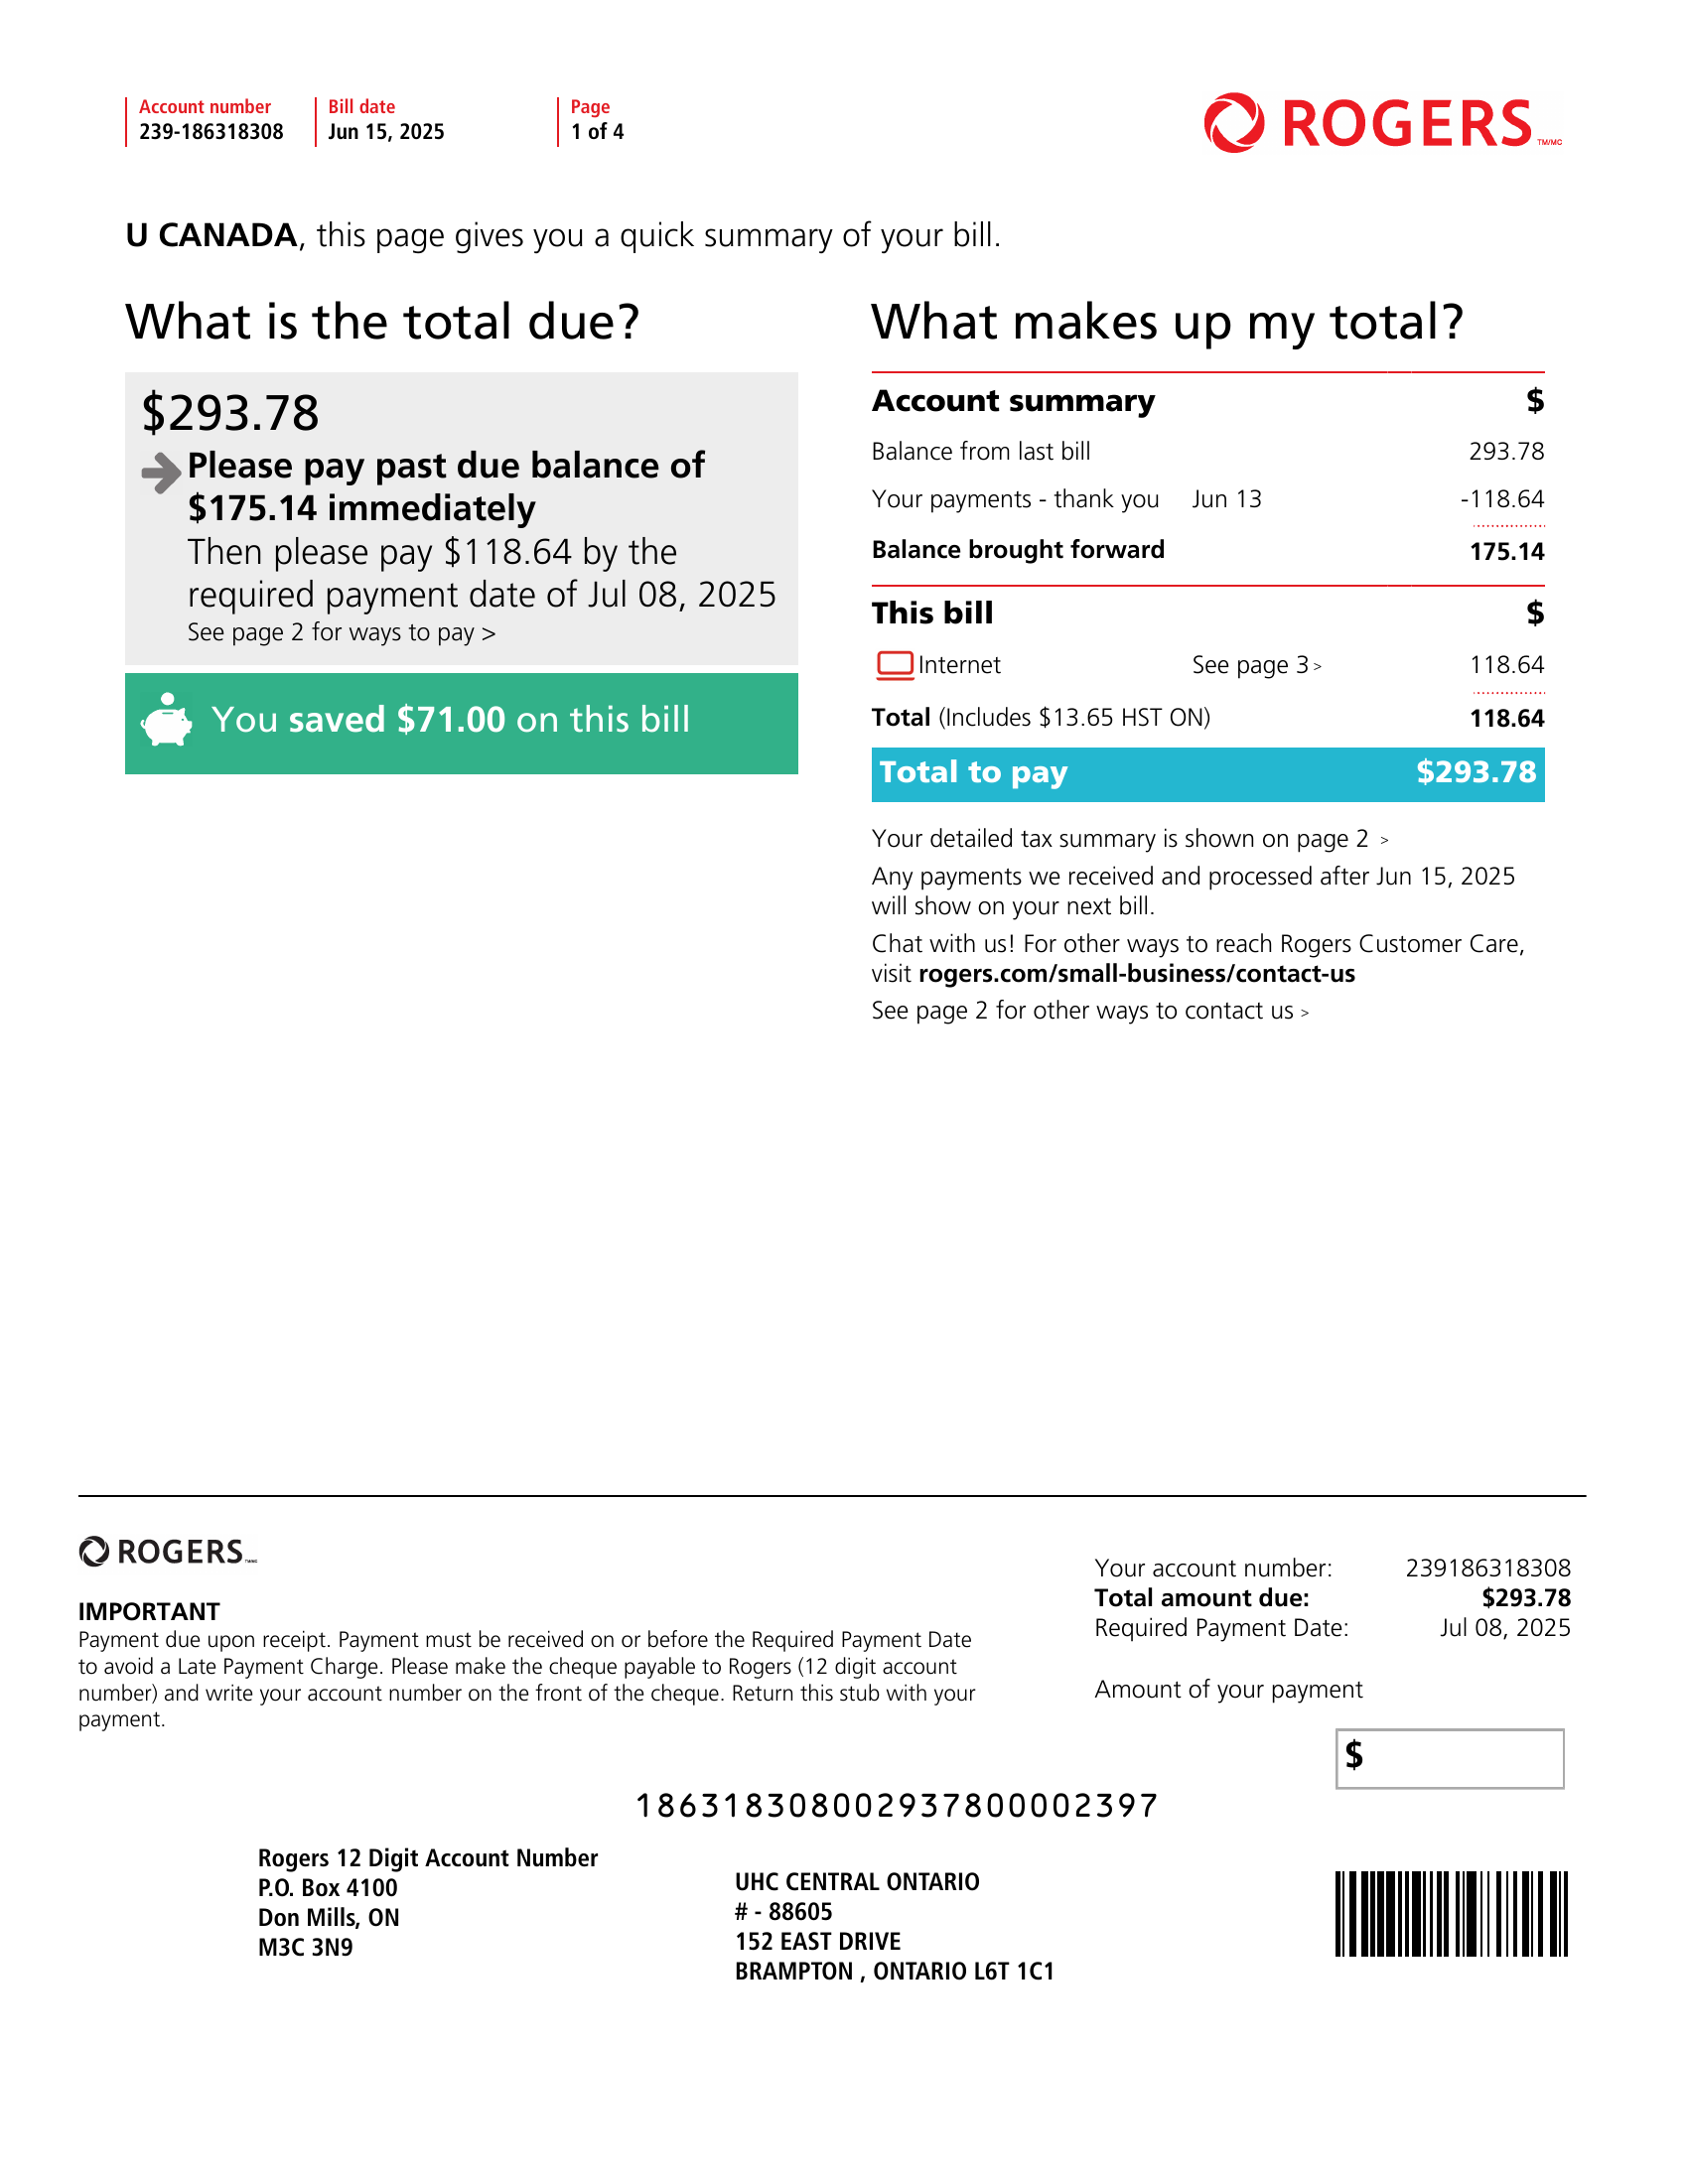 Account number
239-186318308
Bill date
Jun 15, 2025
Page
1 of 4
ROGERS TM/MC
U CANADA, this page gives you a quick summary of your bill.
What is the total due?
$293.78
Please pay past due balance of
$175.14 immediately
Then please pay $118.64 by the
required payment date of Jul 08, 2025
See page 2 for ways to pay >
You saved $71.00 on this bill
What makes up my total?
Account summary $
Balance from last bill 293.78
Your payments - thank you Jun 13 -118.64
Balance brought forward 175.14
This bill $
Internet See page 3 > 118.64
Total (Includes $13.65 HST ON) 118.64
Total to pay $293.78
Your detailed tax summary is shown on page 2 >
Any payments we received and processed after Jun 15, 2025
will show on your next bill.
Chat with us! For other ways to reach Rogers Customer Care,
visit rogers.com/small-business/contact-us
See page 2 for other ways to contact us >
ROGERS TM/MC
IMPORTANT
Payment due upon receipt. Payment must be received on or before the Required Payment Date
to avoid a Late Payment Charge. Please make the cheque payable to Rogers (12 digit account
number) and write your account number on the front of the cheque. Return this stub with your
payment.
Your account number: 239186318308
Total amount due: $293.78
Required Payment Date: Jul 08, 2025
Amount of your payment
$
186318308002937800002397
Rogers 12 Digit Account Number
P.O. Box 4100
Don Mills, ON
M3C 3N9
UHC CENTRAL ONTARIO
# - 88605
152 EAST DRIVE
BRAMPTON , ONTARIO L6T 1C1